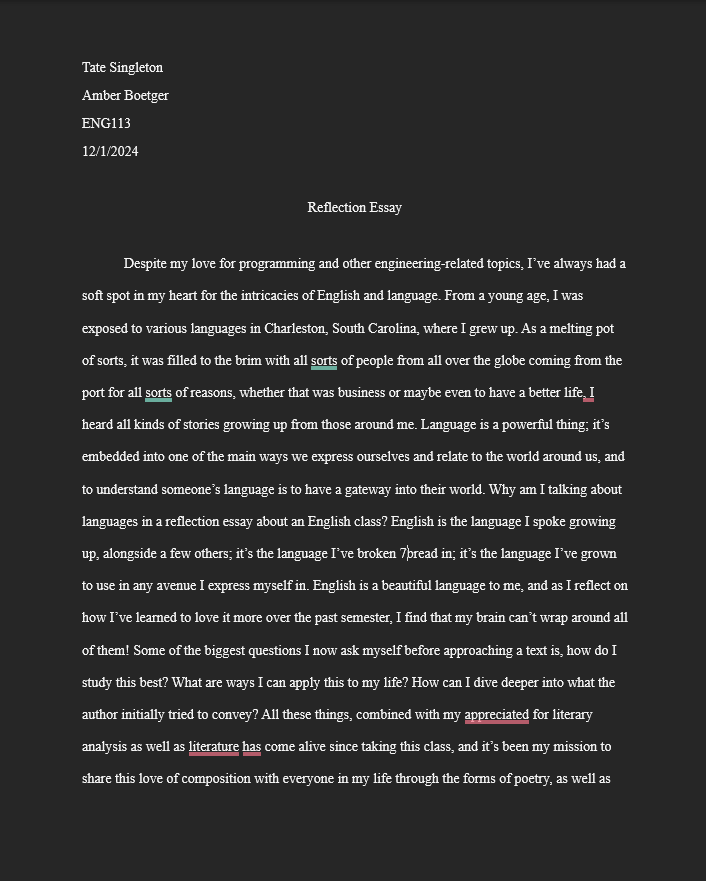 Tate Singleton
Amber Boetger
ENG113
12/1/2024
Reflection Essay
Despite my love for programming and other engineering-related topics, I’ve always had a
soft spot in my heart for the intricacies of English and language. From a young age, I was
exposed to various languages in Charleston, South Carolina, where I grew up. As a melting pot
of sorts, it was filled to the brim with all sorts of people from all over the globe coming from the
port for all sorts of reasons, whether that was business or maybe even to have a better life, I
heard all kinds of stories growing up from those around me. Language is a powerful thing; it’s
embedded into one of the main ways we express ourselves and relate to the world around us, and
to understand someone’s language is to have a gateway into their world. Why am I talking about
languages in a reflection essay about an English class? English is the language I spoke growing
up, alongside a few others; it’s the language I’ve broken 7bread in; it’s the language I’ve grown
to use in any avenue I express myself in. English is a beautiful language to me, and as I reflect on
how I’ve learned to love it more over the past semester, I find that my brain can’t wrap around all
of them! Some of the biggest questions I now ask myself before approaching a text is, how do I
study this best? What are ways I can apply this to my life? How can I dive deeper into what the
author initially tried to convey? All these things, combined with my appreciated for literary
analysis as well as literature has come alive since taking this class, and it’s been my mission to
share this love of composition with everyone in my life through the forms of poetry, as well as